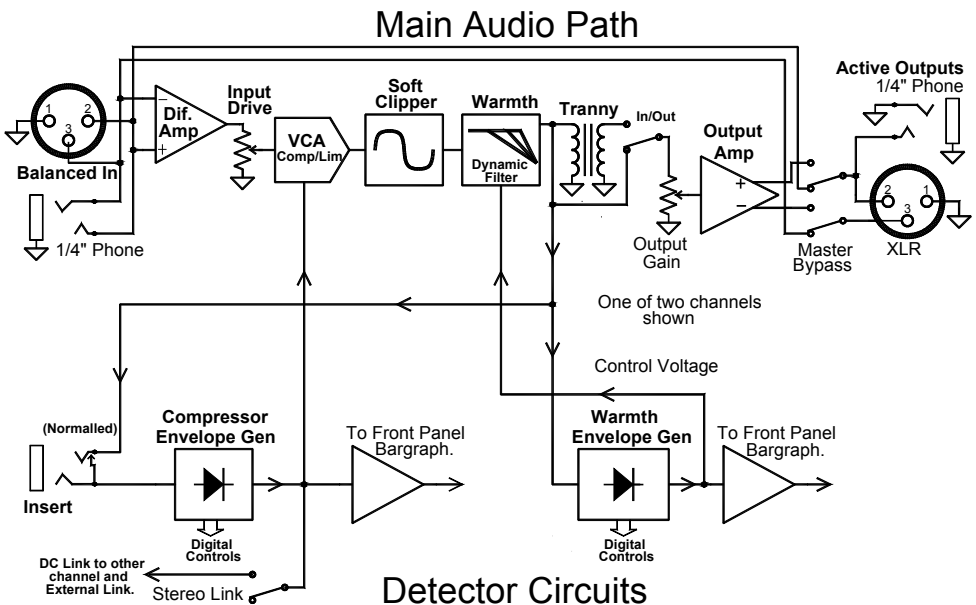 Main Audio Path
Balanced In
1
2
3
1/4" Phone
Dif.
Amp
−
+
Input
Drive
VCA
Comp/Lim
Soft
Clipper
Warmth
Dynamic
Filter
Tranny
In/Out
Output
Gain
Output
Amp
+
−
Master
Bypass
Active Outputs
1/4" Phone
2
1
3
XLR
One of two channels
shown
Control Voltage
(Normalled)
Insert
Compressor
Envelope Gen
Digital
Controls
To Front Panel
Bargraph.
Warmth
Envelope Gen
Digital
Controls
To Front Panel
Bargraph.
DC Link to other
channel and
External Link.
Stereo Link
Detector Circuits